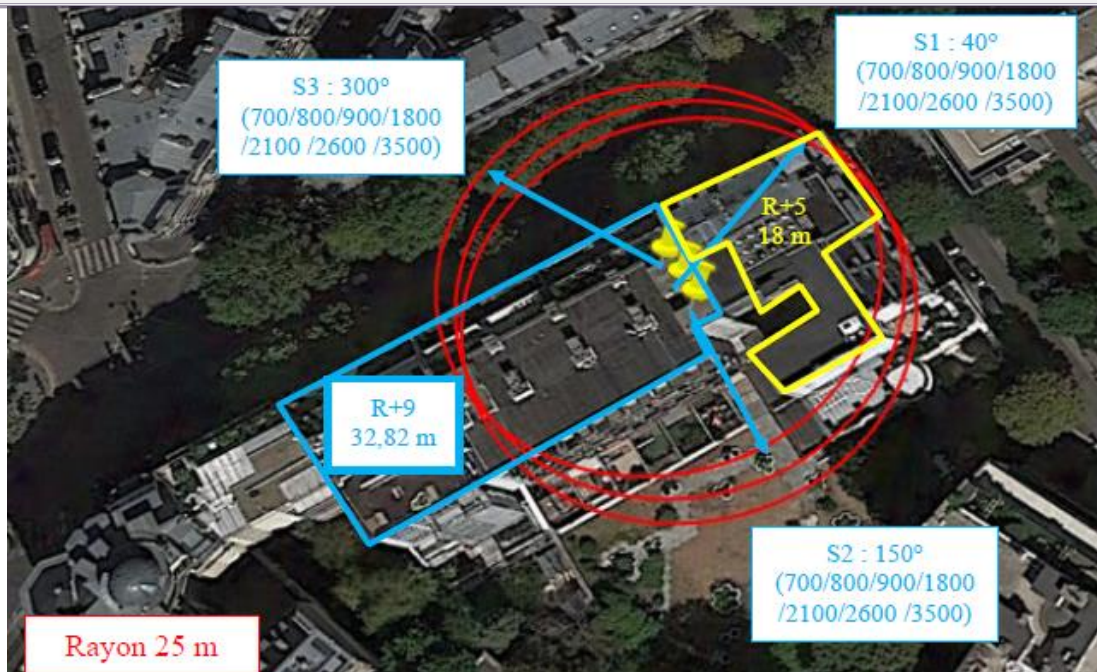 S3 : 300°
(700/800/900/1800
/2100 /2600 /3500)
S1 : 40°
(700/800/900/1800
/2100/2600 /3500)
R+5
18 m
R+9
32,82 m
S2 : 150°
(700/800/900/1800
/2100/2600 /3500)
Rayon 25 m